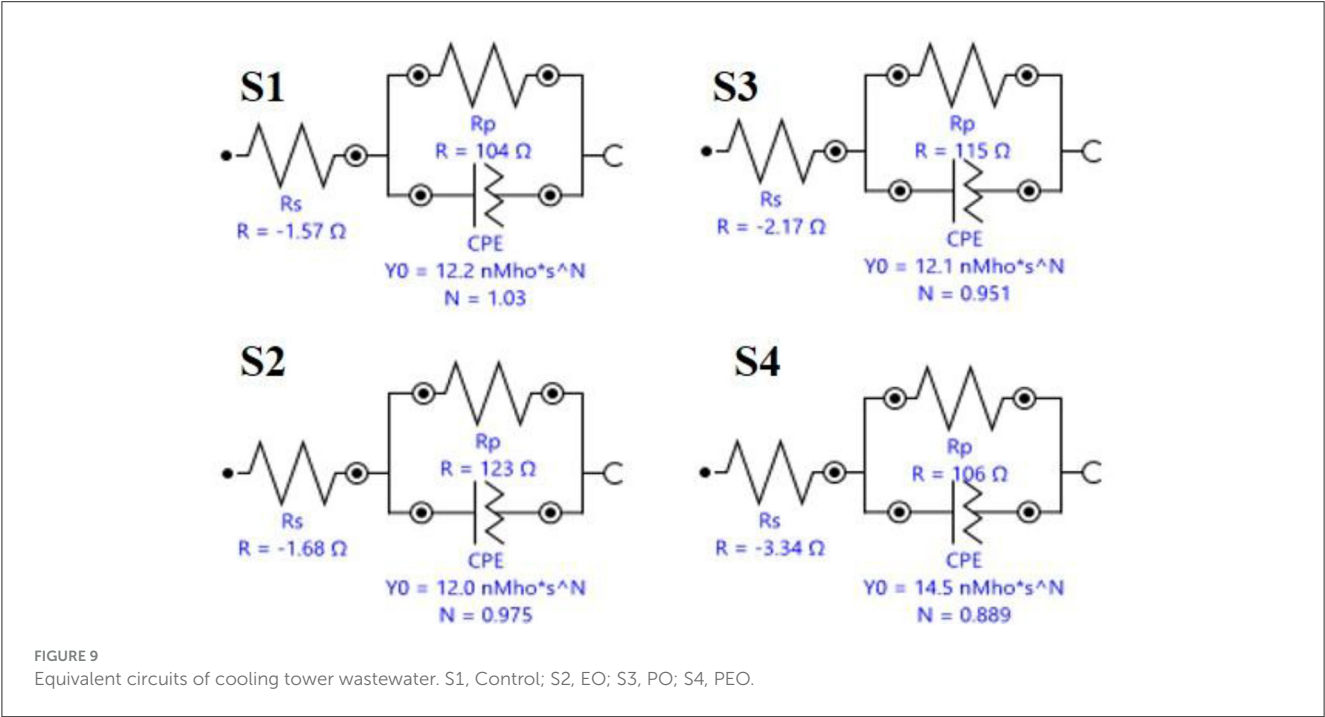 S1
Rp
R = 104 Ω
Rs
R = -1.57 Ω
CPE
Y0 = 12.2 nMho*s^N
N = 1.03
S3
Rp
R = 115 Ω
Rs
R = -2.17 Ω
CPE
Y0 = 12.1 nMho*s^N
N = 0.951
S2
Rp
R = 123 Ω
Rs
R = -1.68 Ω
CPE
Y0 = 12.0 nMho*s^N
N = 0.975
S4
Rp
R = 106 Ω
Rs
R = -3.34 Ω
CPE
Y0 = 14.5 nMho*s^N
N = 0.889
FIGURE 9
Equivalent circuits of cooling tower wastewater. S1, Control; S2, EO; S3, PO; S4, PEO.